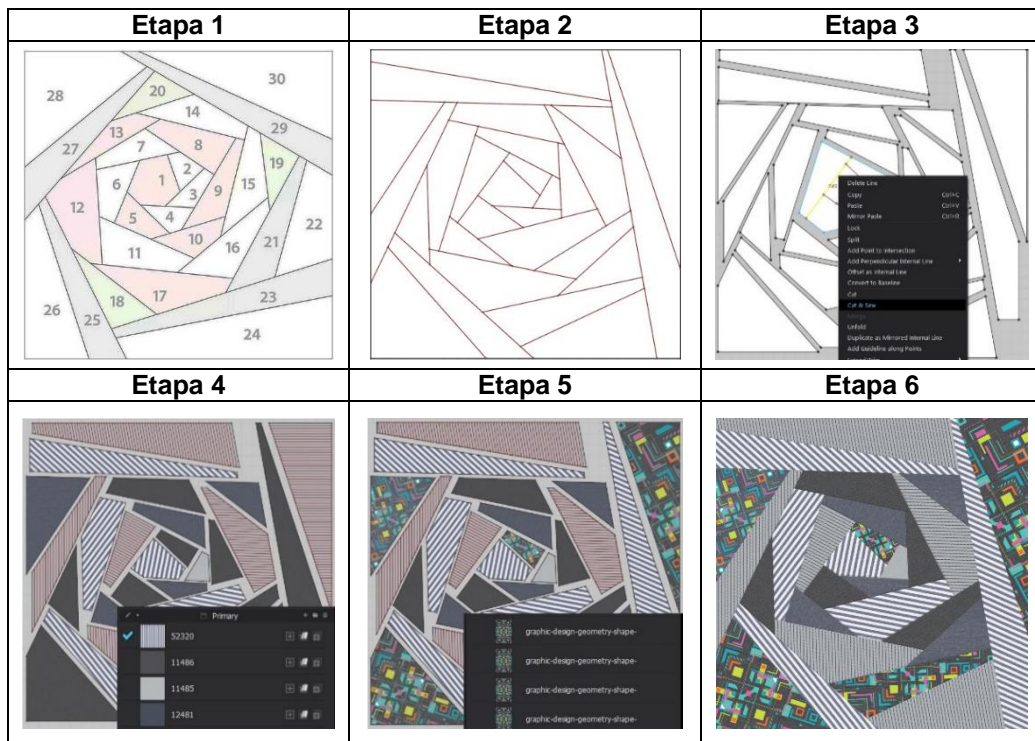 Etapa 1
Etapa 2
Etapa 3
30
28
20
14
29
13
27
7
8
19
2
1
15
6
3
9
22
12
5
4
10
21
11
16
18
17
23
26
25
24
Delete Line
Copy Ctrl+C
Paste Ctrl+V
Mirror Paste Ctrl+R
Lock
Split
Add Point to Intersection
Add Perpendicular Internal Line
Offset as Internal Line
Convert to Baseline
Cut
Cut & Sew
Merge
Unfold
Duplicate as Mirrored Internal Line
Add Guideline along Points
Etapa 4
Etapa 5
Etapa 6
Primary
52320
11486
11485
12481
graphic-design-geometry-shape-
graphic-design-geometry-shape-
graphic-design-geometry-shape-
graphic-design-geometry-shape-